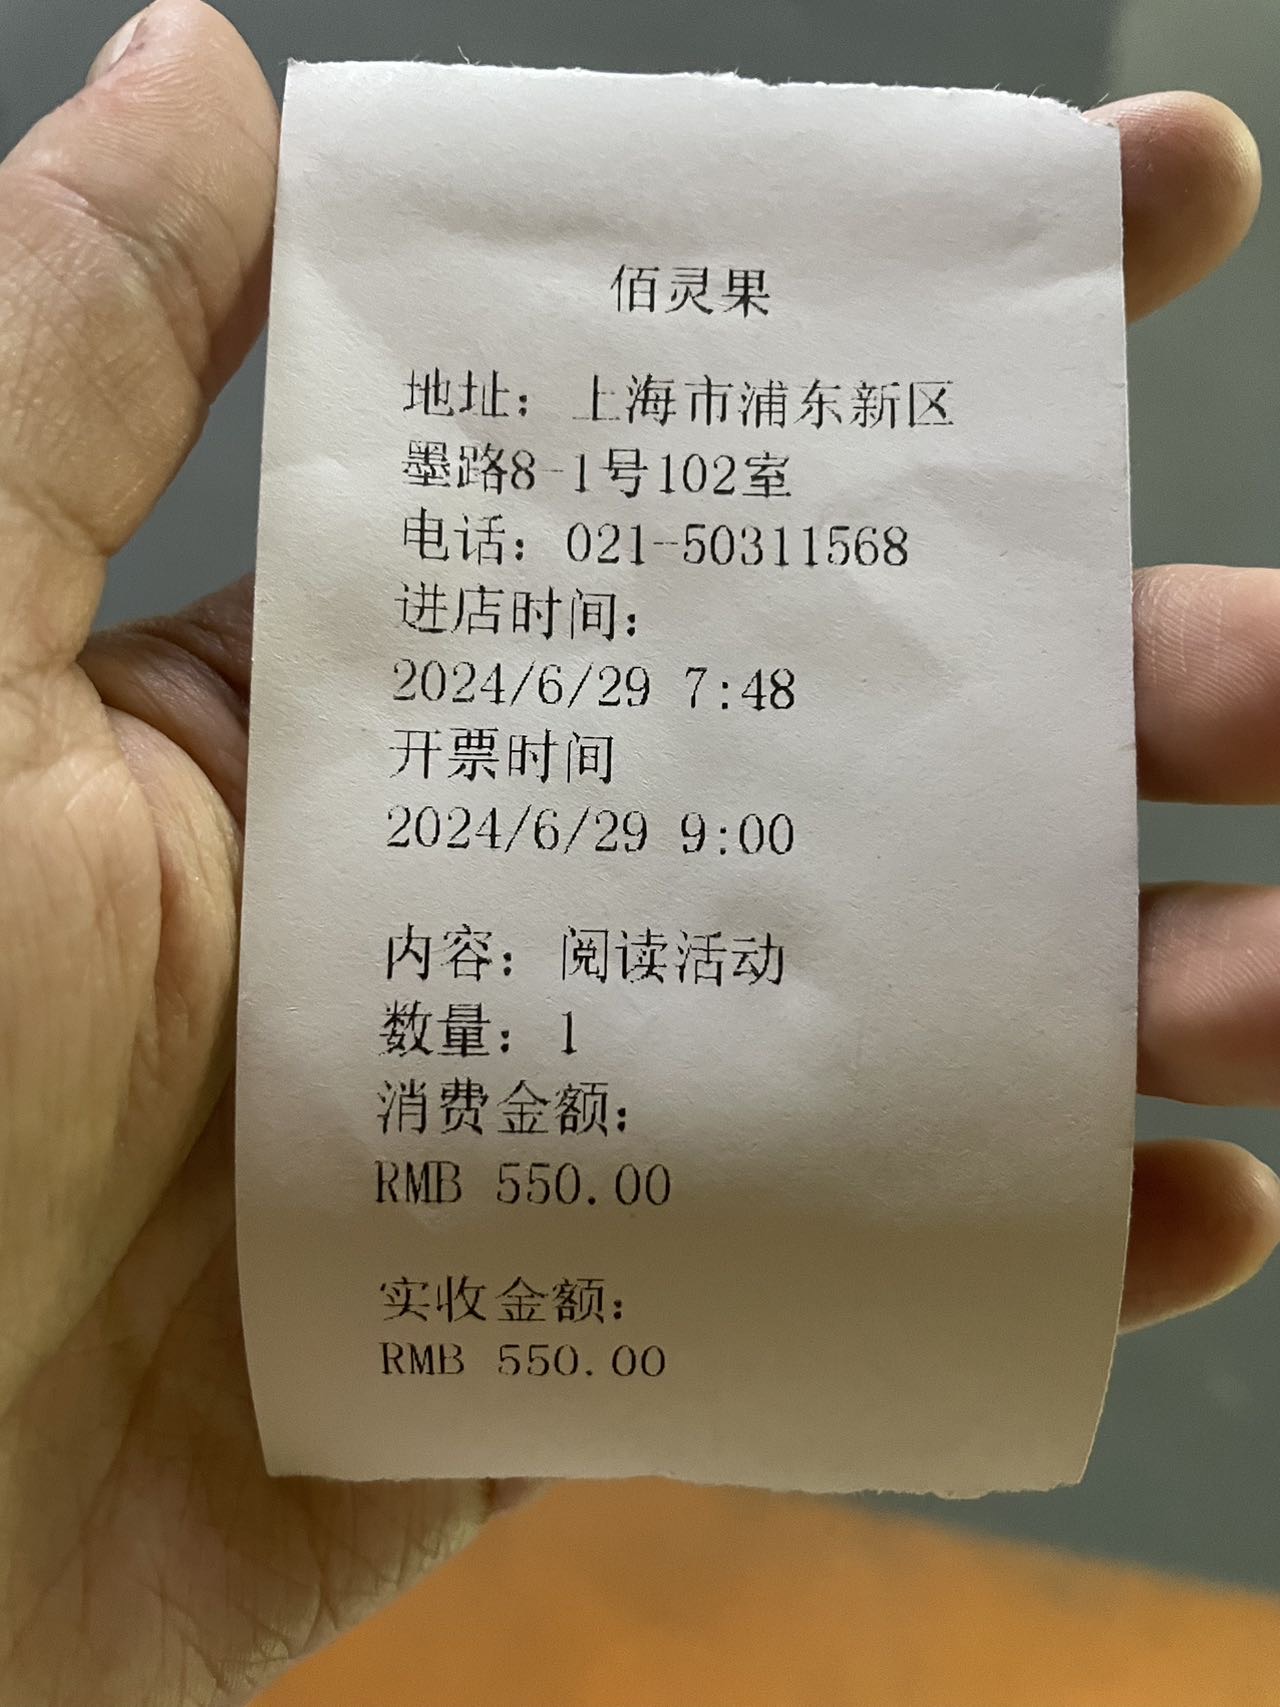 佰灵果
地址：上海市浦东新区
墨路8-1号102室
电话：021-50311568
进店时间：
2024/6/29 7:48
开票时间
2024/6/29 9:00
内容：阅读活动
数量：1
消费金额：
RMB 550.00
实收金额：
RMB 550.00